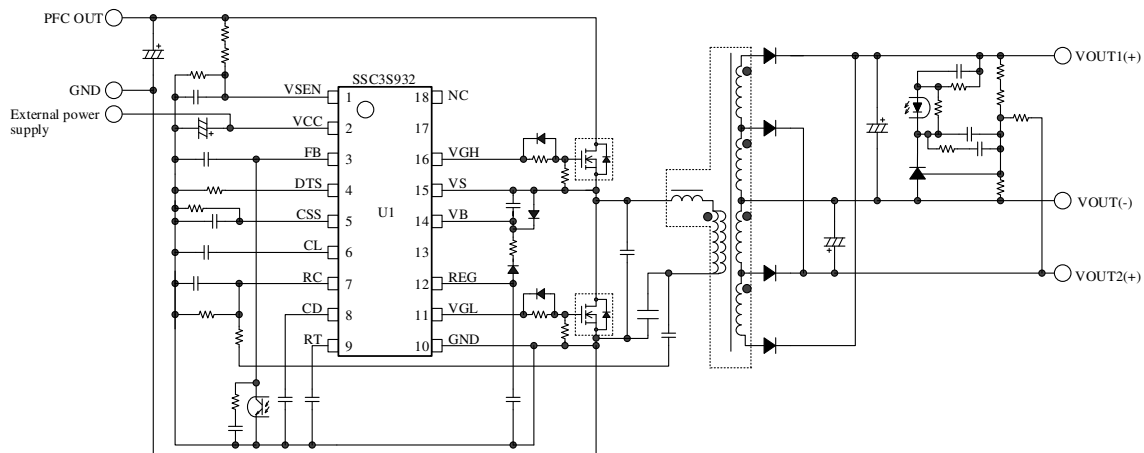 PFC OUT
GND
External power
supply
SSC3S932
U1
VSEN 1
VCC 2
FB 3
DTS 4
CSS 5
CL 6
RC 7
CD 8
RT 9
18 NC
17
16 VGH
15 VS
14 VB
13
12 REG
11 VGL
10 GND
VOUT1(+)
VOUT(-)
VOUT2(+)